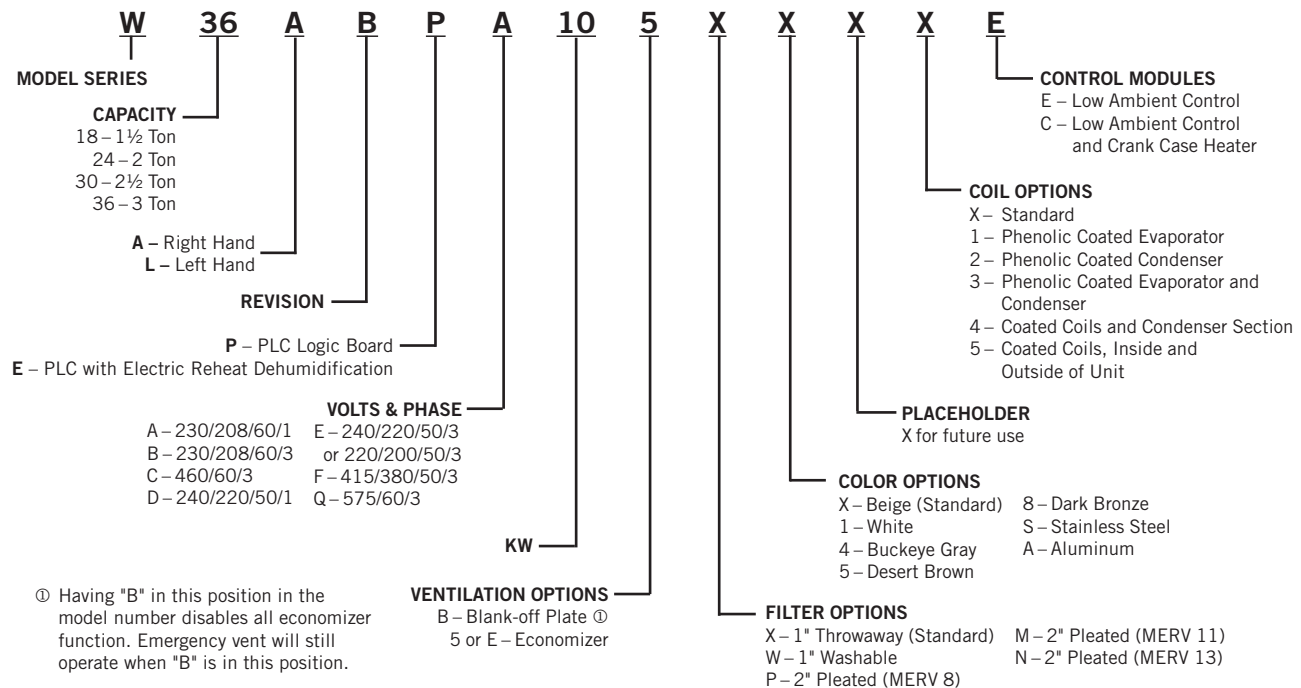 W 36 A B P A 10 5 X X X X E
MODEL SERIES
CAPACITY
18 – 1½ Ton
24 – 2 Ton
30 – 2½ Ton
36 – 3 Ton
A – Right Hand
L – Left Hand
REVISION
P – PLC Logic Board
E – PLC with Electric Reheat Dehumidification
VOLTS & PHASE
A – 230/208/60/1
B – 230/208/60/3
C – 460/60/3
D – 240/220/50/1
E – 240/220/50/3
or 220/200/50/3
F – 415/380/50/3
Q – 575/60/3
KW
VENTILATION OPTIONS
B – Blank-off Plate ①
5 or E – Economizer
① Having "B" in this position in the
model number disables all economizer
function. Emergency vent will still
operate when "B" is in this position.
FILTER OPTIONS
X – 1" Throwaway (Standard)
W – 1" Washable
P – 2" Pleated (MERV 8)
M – 2" Pleated (MERV 11)
N – 2" Pleated (MERV 13)
COLOR OPTIONS
X – Beige (Standard)
1 – White
4 – Buckeye Gray
5 – Desert Brown
8 – Dark Bronze
S – Stainless Steel
A – Aluminum
PLACEHOLDER
X for future use
COIL OPTIONS
X – Standard
1 – Phenolic Coated Evaporator
2 – Phenolic Coated Condenser
3 – Phenolic Coated Evaporator and
Condenser
4 – Coated Coils and Condenser Section
5 – Coated Coils, Inside and
Outside of Unit
CONTROL MODULES
E – Low Ambient Control
C – Low Ambient Control
and Crank Case Heater